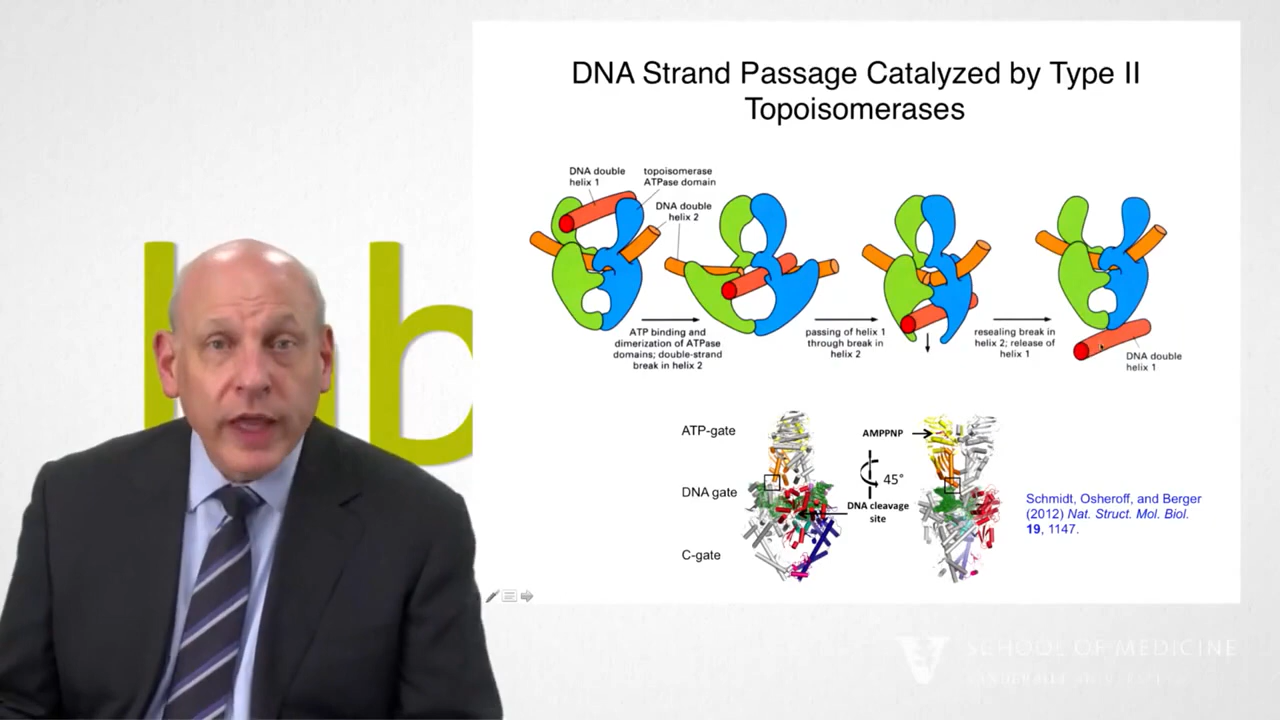 DNA Strand Passage Catalyzed by Type II
Topoisomerases
DNA double
helix 1
topoisomerase
ATPase domain
DNA double
helix 2
ATP binding and
dimerization of ATPase
domains; double-strand
break in helix 2
passing of helix 1
through break in
helix 2
resealing break in
helix 2; release of
helix 1
DNA double
helix 1
ATP-gate
DNA gate
C-gate
AMPPNP
45°
DNA cleavage
site
Schmidt, Osheroff, and Berger
(2012) Nat. Struct. Mol. Biol.
19, 1147.
b
V SCHOOL OF MEDICINE
VANDERBILT UNIVERSITY